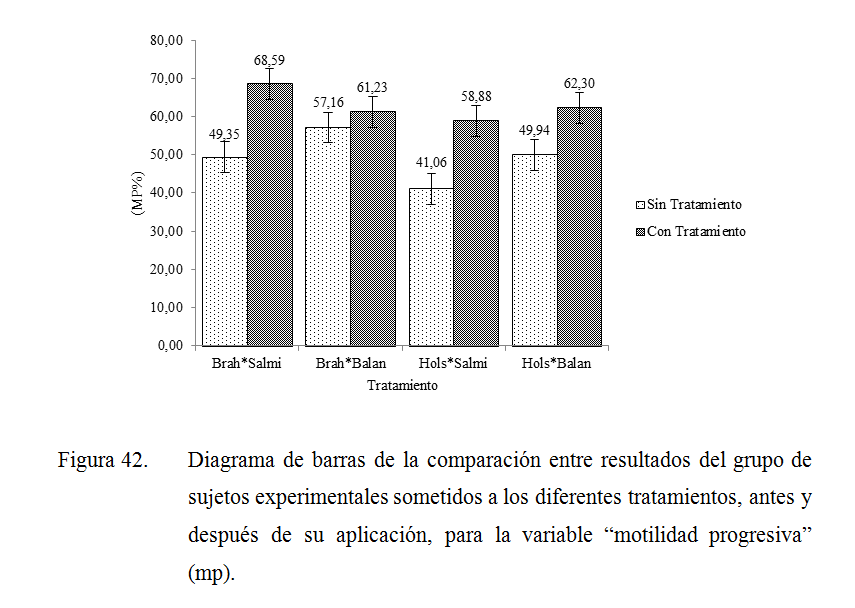 80,00
70,00
60,00
50,00
40,00
30,00
20,00
10,00
0,00
(MP%)
49,35
68,59
57,16
61,23
41,06
58,88
49,94
62,30
Brah*Salmi
Brah*Balan
Hols*Salmi
Hols*Balan
Tratamiento
Sin Tratamiento
Con Tratamiento
Figura 42. Diagrama de barras de la comparación entre resultados del grupo de
sujetos experimentales sometidos a los diferentes tratamientos, antes y
después de su aplicación, para la variable “motilidad progresiva”
(mp).